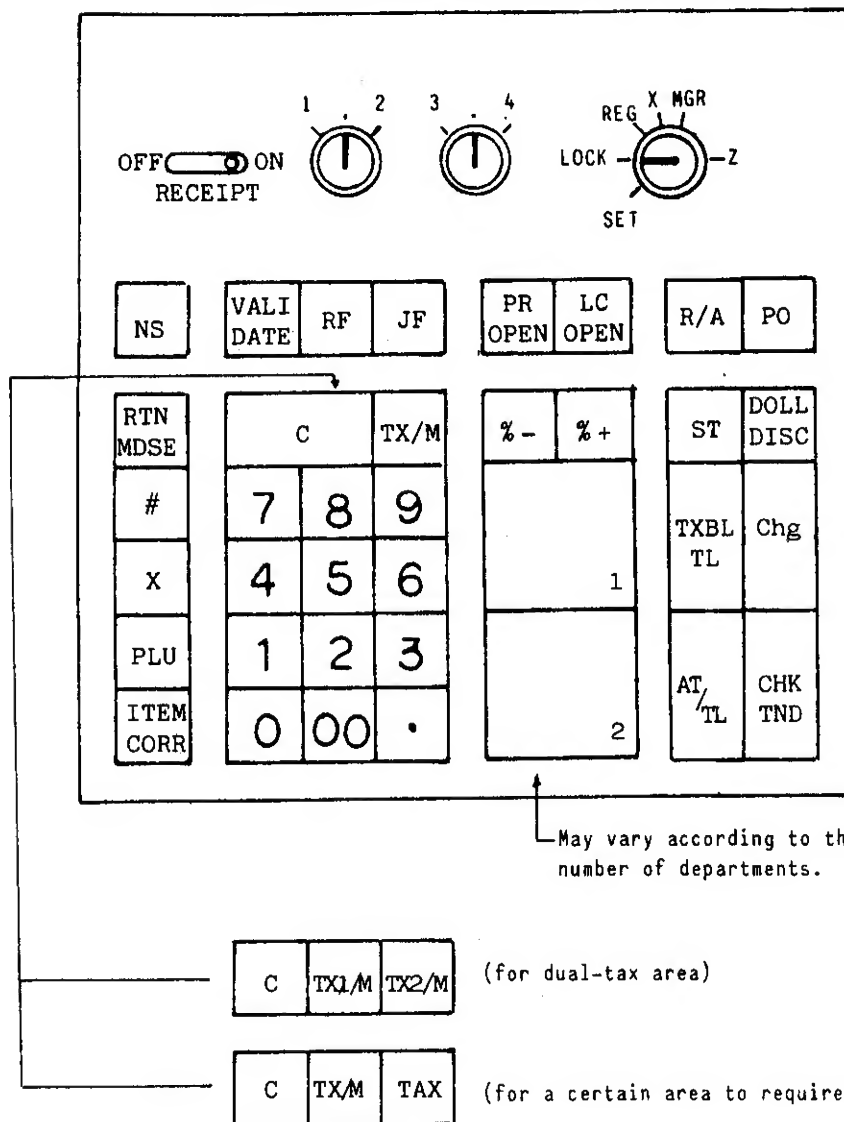 1 2 3 4
REG X MGR
OFF ON LOCK Z
RECEIPT
SET
NS VALI DATE RF JF PR OPEN LC OPEN R/A PO
RTN MDSE C TX/M %- %+ ST DOLL DISC
# 7 8 9 TXBL TL Chg
X 4 5 6 1
PLU 1 2 3 AT/TL CHK TND
ITEM CORR 0 00 . 2
May vary according to th
number of departments.
C TX1/M TX2/M (for dual-tax area)
C TX/M TAX (for a certain area to require